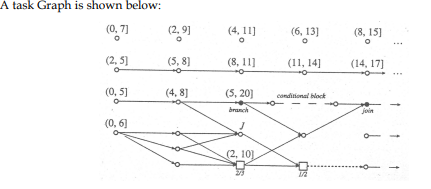 A task Graph is shown below:
(0, 7] (2, 9] (4, 11] (6, 13] (8, 15]
...
(2, 5] (5, 8] (8, 11] (11, 14] (14, 17]
...
(0, 5] (4, 8] (5, 20] conditional block
branch join
(0, 6] J
(2, 10]
2/3 1/2